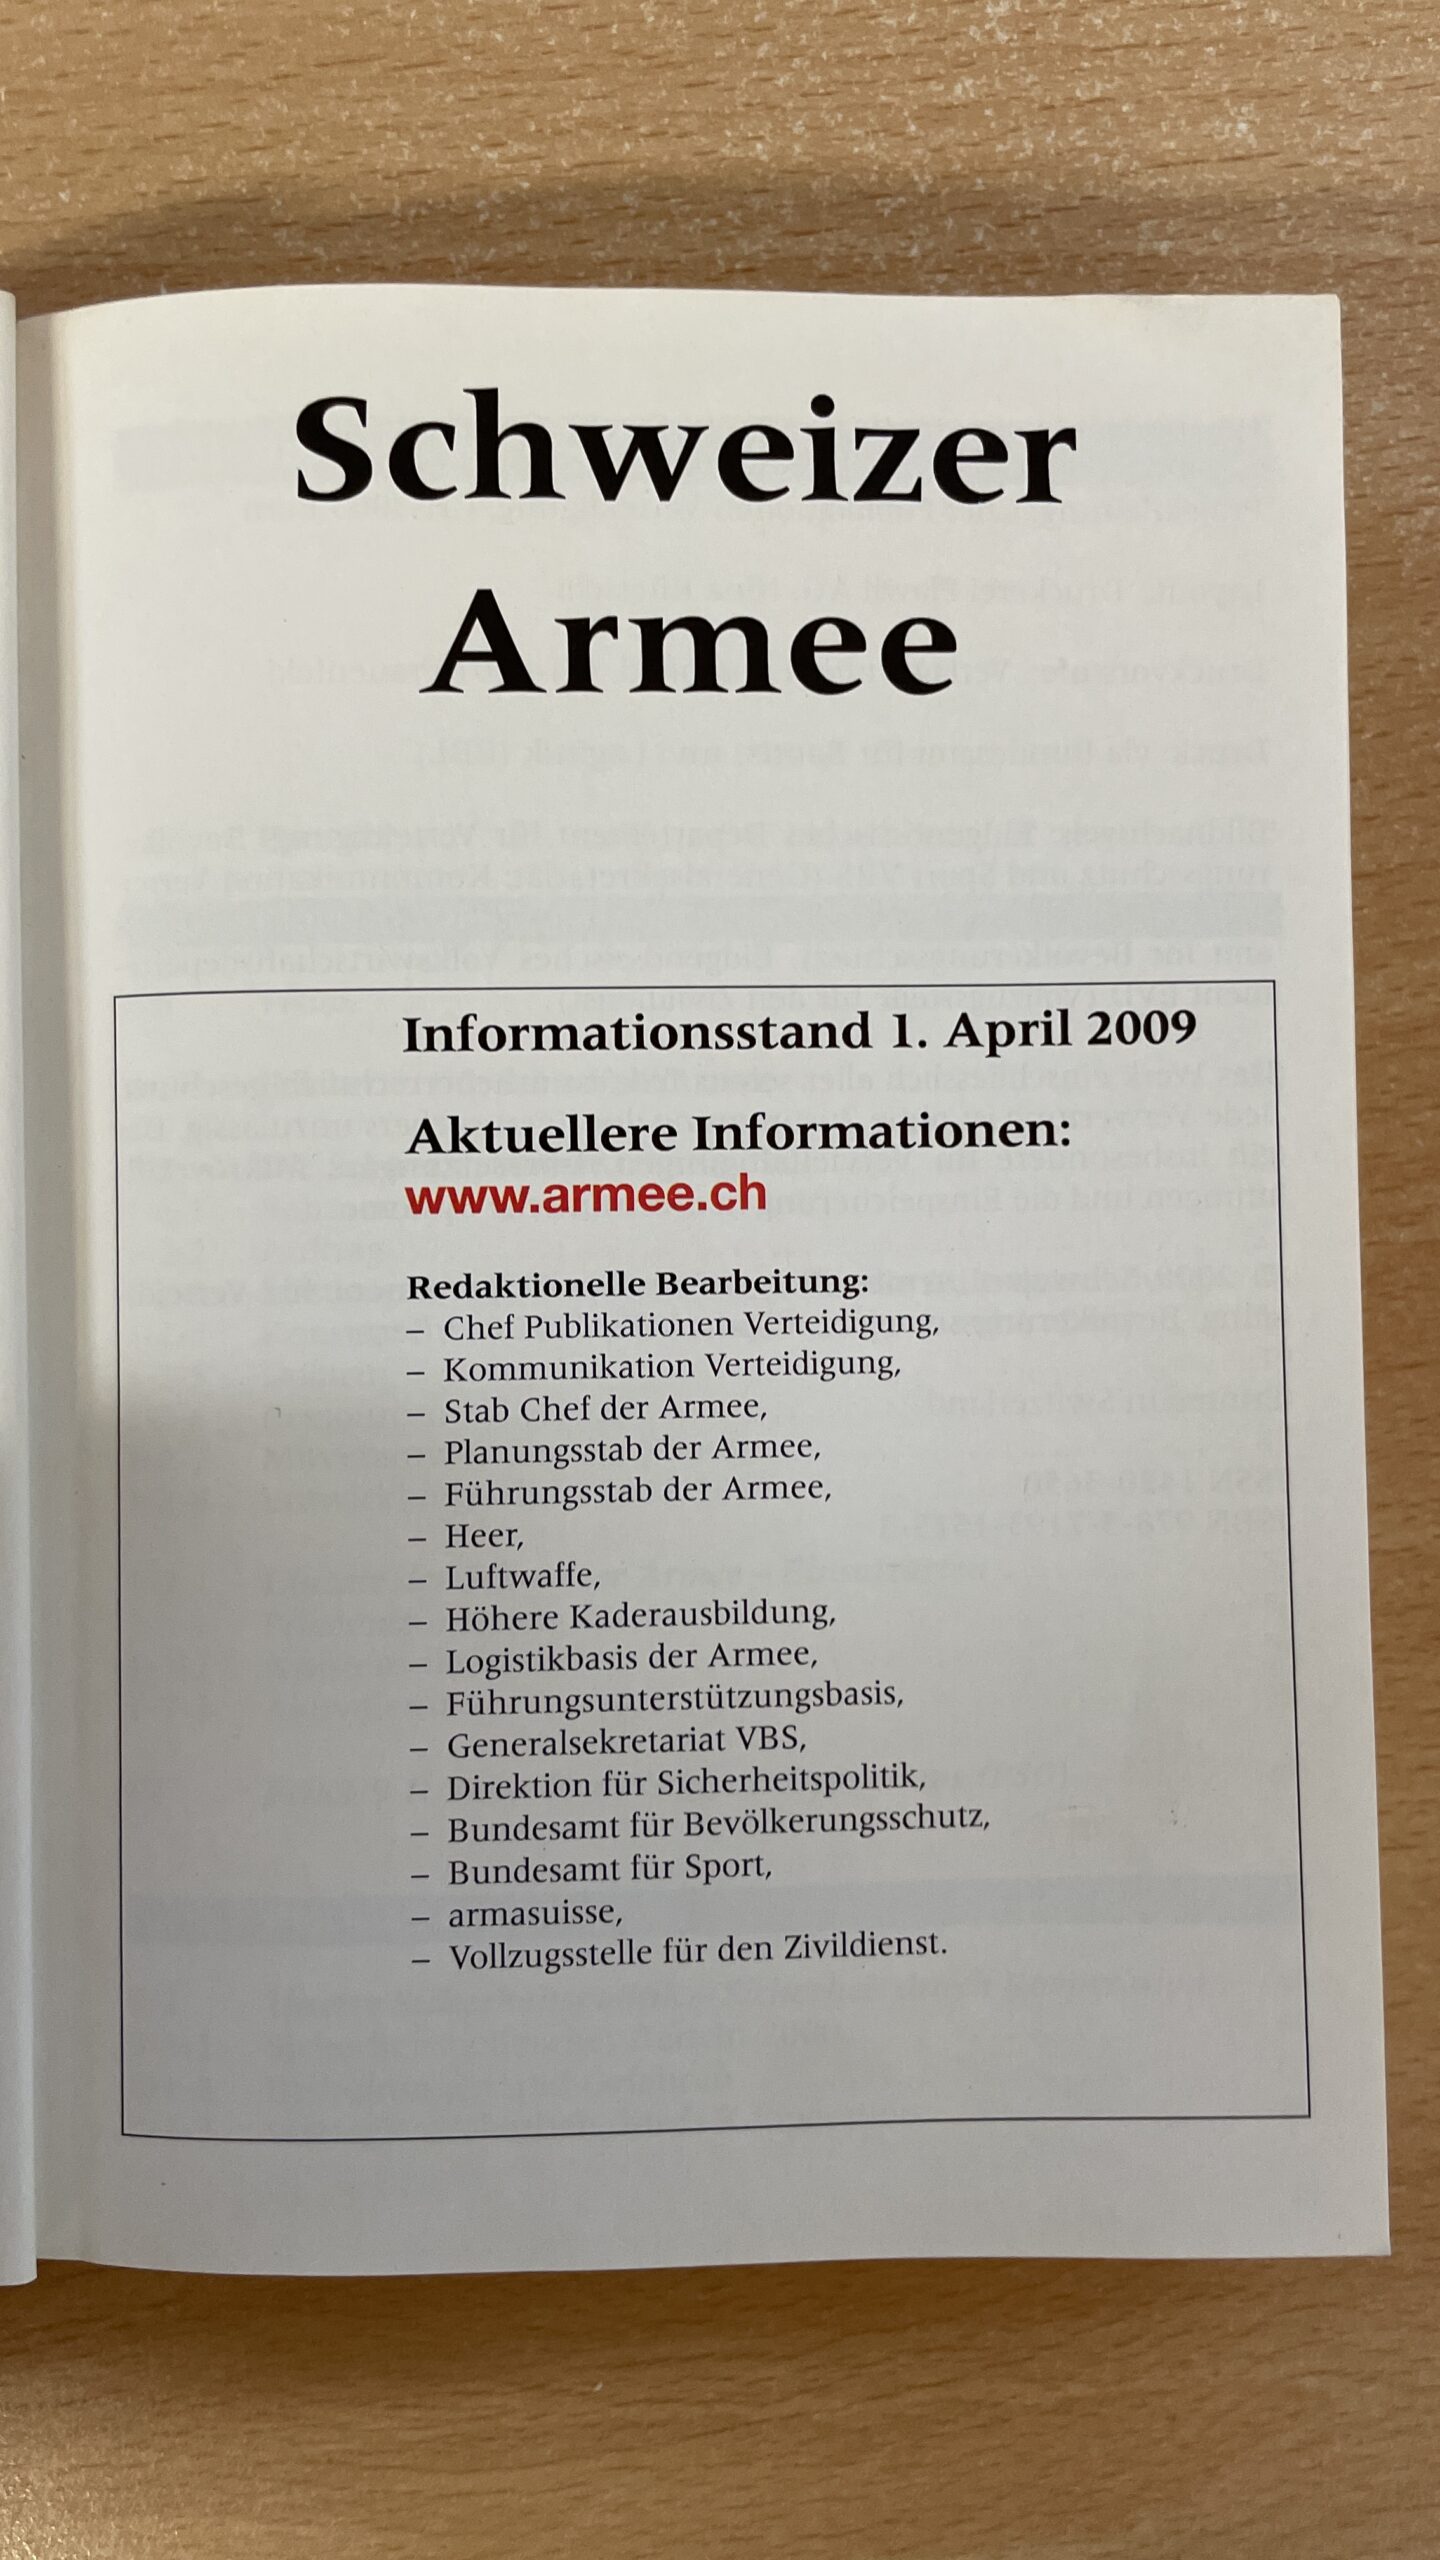 Schweizer
Armee
Informationsstand 1. April 2009
Aktuellere Informationen:
www.armee.ch
Redaktionelle Bearbeitung:
– Chef Publikationen Verteidigung,
– Kommunikation Verteidigung,
– Stab Chef der Armee,
– Planungsstab der Armee,
– Führungsstab der Armee,
– Heer,
– Luftwaffe,
– Höhere Kaderausbildung,
– Logistikbasis der Armee,
– Führungsunterstützungsbasis,
– Generalsekretariat VBS,
– Direktion für Sicherheitspolitik,
– Bundesamt für Bevölkerungsschutz,
– Bundesamt für Sport,
– armasuisse,
– Vollzugsstelle für den Zivildienst.